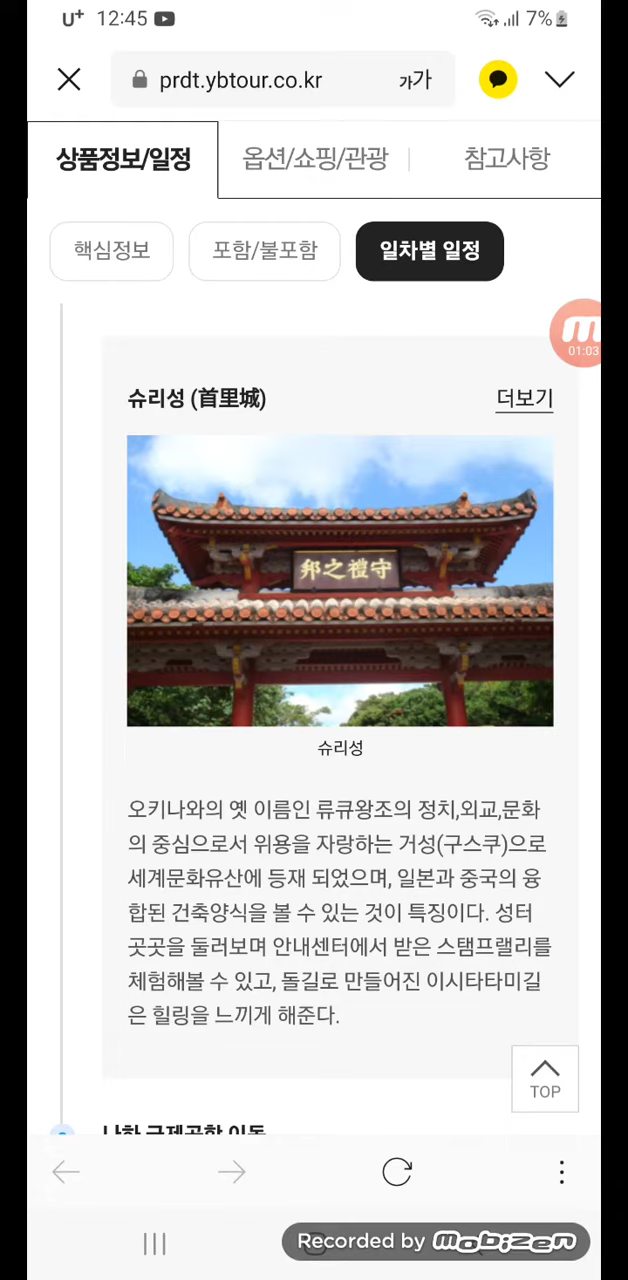 U+ 12:45 7%
prdt.ybtour.co.kr 가가
상품정보/일정 옵션/쇼핑/관광 참고사항
핵심정보 포함/불포함 일차별 일정
01:03
슈리성 (首里城) 더보기
邦之禮守
슈리성
오키나와의 옛 이름인 류큐왕조의 정치,외교,문화
의 중심으로서 위용을 자랑하는 거성(구스쿠)으로
세계문화유산에 등재 되었으며, 일본과 중국의 융
합된 건축양식을 볼 수 있는 것이 특징이다. 성터
곳곳을 둘러보며 안내센터에서 받은 스탬프랠리를
체험해볼 수 있고, 돌길로 만들어진 이시타타미길
은 힐링을 느끼게 해준다.
TOP
나하 국제공항 이동
Recorded by mobizen